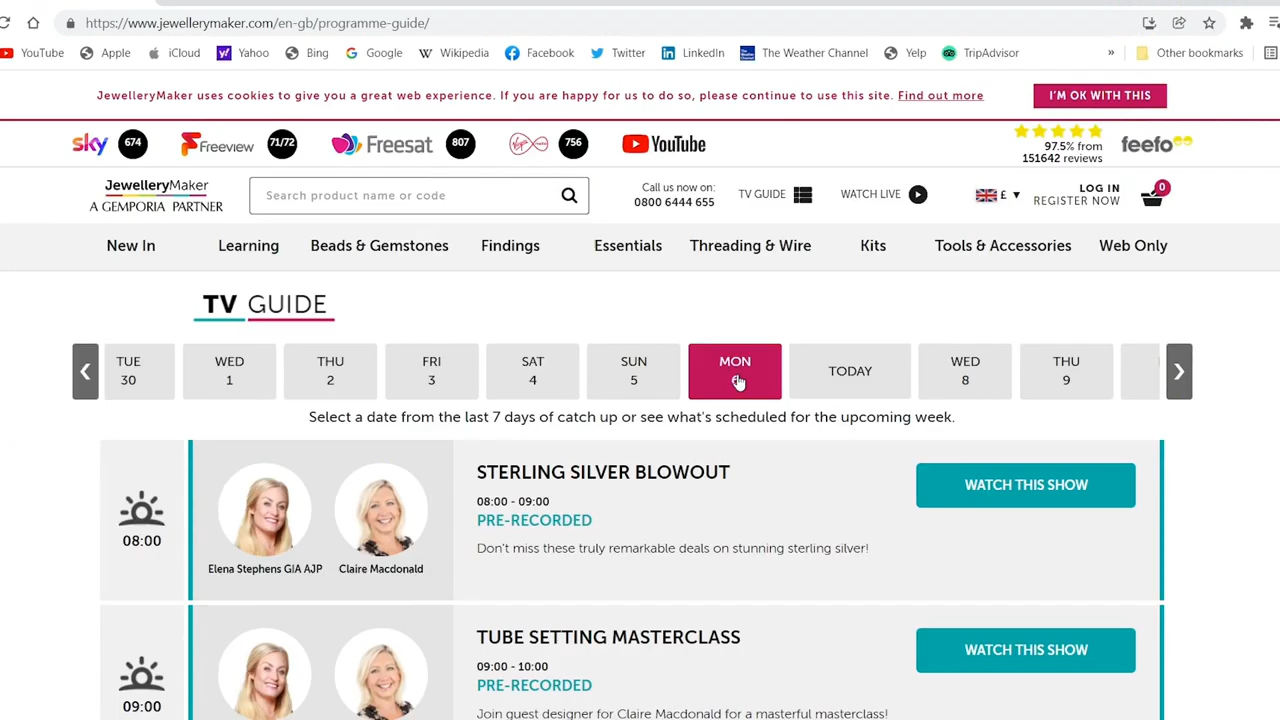 https://www.jewellerymaker.com/en-gb/programme-guide/
YouTube Apple iCloud Yahoo Bing Google Wikipedia Facebook Twitter LinkedIn The Weather Channel Yelp TripAdvisor » Other bookmarks
JewelleryMaker uses cookies to give you a great web experience. If you are happy for us to do so, please continue to use this site. Find out more
I'M OK WITH THIS
sky 674 Freeview 71/72 Freesat 807 756 YouTube
97.5% from
151642 reviews
feefo
JewelleryMaker
A GEMPORIA PARTNER
Search product name or code
Call us now on:
0800 6444 655
TV GUIDE
WATCH LIVE
£ ▼
LOG IN
REGISTER NOW
0
New In Learning Beads & Gemstones Findings Essentials Threading & Wire Kits Tools & Accessories Web Only
TV GUIDE
TUE WED THU FRI SAT SUN MON TODAY WED THU
30 1 2 3 4 5 8 9
Select a date from the last 7 days of catch up or see what's scheduled for the upcoming week.
08:00
Elena Stephens GIA AJP
Claire Macdonald
STERLING SILVER BLOWOUT
08:00 - 09:00
PRE-RECORDED
Don't miss these truly remarkable deals on stunning sterling silver!
WATCH THIS SHOW
09:00
TUBE SETTING MASTERCLASS
09:00 - 10:00
PRE-RECORDED
Join guest designer for Claire Macdonald for a masterful masterclass!
WATCH THIS SHOW